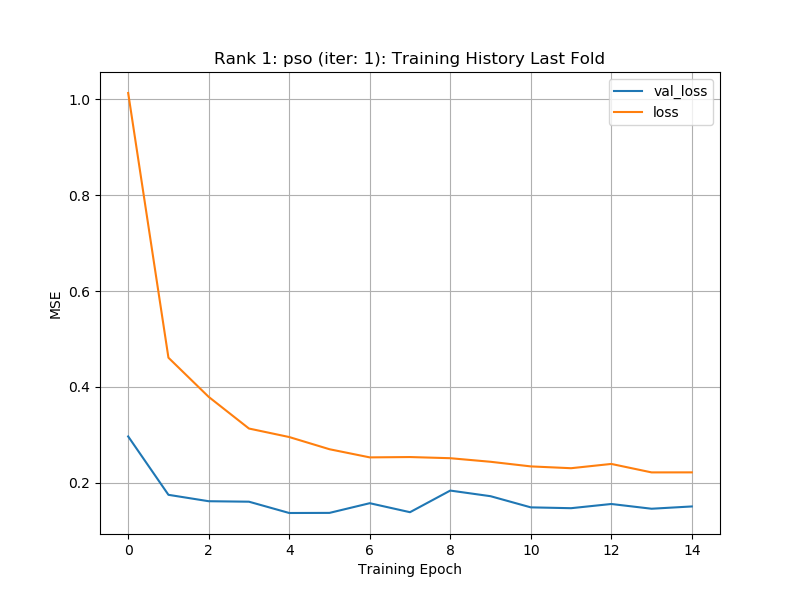 Rank 1: pso (iter: 1): Training History Last Fold
val_loss
loss
1.0
0.8
0.6
0.4
0.2
MSE
0 2 4 6 8 10 12 14
Training Epoch